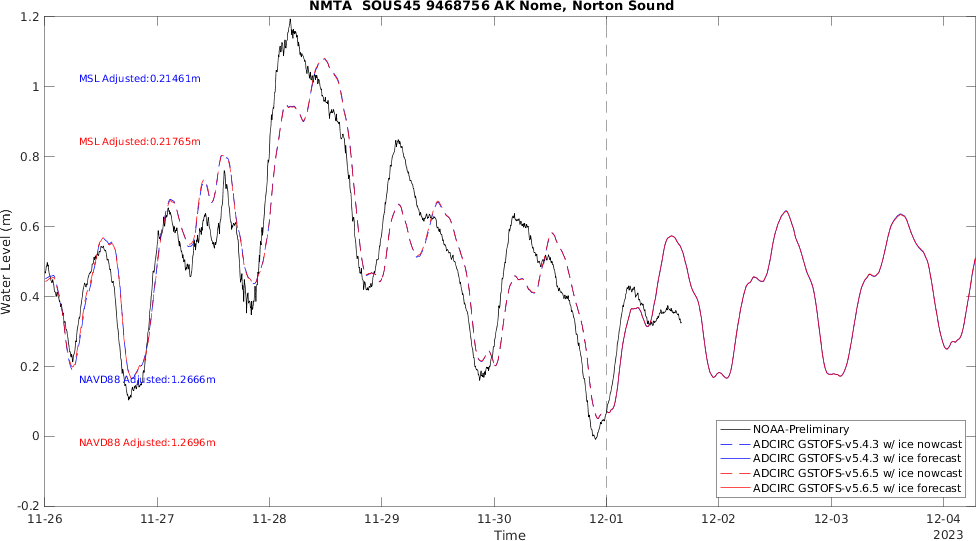 NMTA SOUS45 9468756 AK Nome, Norton Sound
1.2
1
0.8
0.6
0.4
0.2
0
-0.2
Water Level (m)
MSL Adjusted:0.21461m
MSL Adjusted:0.21765m
NAVD88 Adjusted:1.2666m
NAVD88 Adjusted:1.2696m
NOAA-Preliminary
ADCIRC GSTOFS-v5.4.3 w/ ice nowcast
ADCIRC GSTOFS-v5.4.3 w/ ice forecast
ADCIRC GSTOFS-v5.6.5 w/ ice nowcast
ADCIRC GSTOFS-v5.6.5 w/ ice forecast
11-26 11-27 11-28 11-29 11-30 12-01 12-02 12-03 12-04
Time
2023